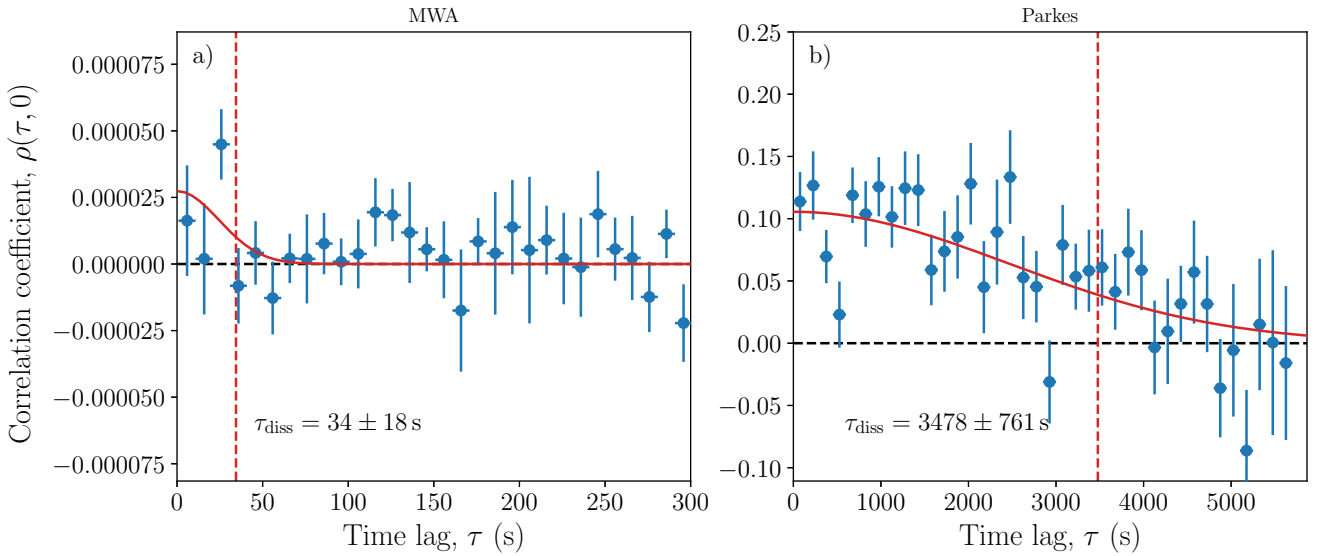 MWA
a)
0.000075
0.000050
0.000025
0.000000
−0.000025
−0.000050
−0.000075
Correlation coefficient, ρ(τ, 0)
τdiss = 34 ± 18 s
0 50 100 150 200 250 300
Time lag, τ (s)
Parkes
b)
0.25
0.20
0.15
0.10
0.05
0.00
−0.05
−0.10
τdiss = 3478 ± 761 s
0 1000 2000 3000 4000 5000
Time lag, τ (s)